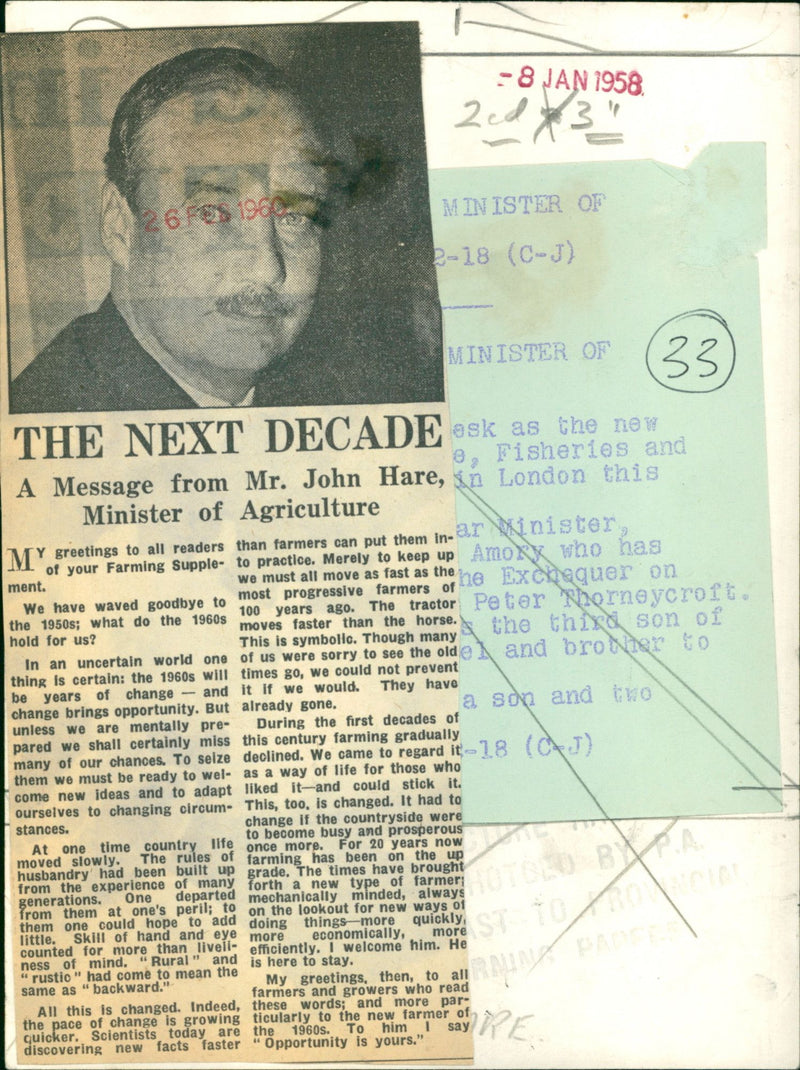 -8 JAN 1958
2cd 3"
26 FEB 1960
MINISTER OF
2-18 (C-J)
MINISTER OF
33
esk as the new
e, Fisheries and
in London this
ar Minister,
Amory who has
he Exchequer on
Peter Thorneycroft.
s the third son of
el and brother to
a son and two
-18 (C-J)
THE NEXT DECADE
A Message from Mr. John Hare,
Minister of Agriculture
MY greetings to all readers
of your Farming Supple-
ment.
We have waved goodbye to
the 1950s; what do the 1960s
hold for us?
In an uncertain world one
thing is certain: the 1960s will
be years of change — and
change brings opportunity. But
unless we are mentally pre-
pared we shall certainly miss
many of our chances. To seize
them we must be ready to wel-
come new ideas and to adapt
ourselves to changing circum-
stances.
At one time country life
moved slowly. The rules of
husbandry had been built up
from the experience of many
generations. One departed
from them at one's peril; to
them one could hope to add
little. Skill of hand and eye
counted for more than liveli-
ness of mind. "Rural" and
"rustic" had come to mean the
same as "backward."
All this is changed. Indeed,
the pace of change is growing
quicker. Scientists today are
discovering new facts faster
than farmers can put them in-
to practice. Merely to keep up
we must all move as fast as the
most progressive farmers of
100 years ago. The tractor
moves faster than the horse.
This is symbolic. Though many
of us were sorry to see the old
times go, we could not prevent
it if we would. They have
already gone.
During the first decades of
this century farming gradually
declined. We came to regard it
as a way of life for those who
liked it—and could stick it.
This, too, is changed. It had to
change if the countryside were
to become busy and prosperous
once more. For 20 years now
farming has been on the up
grade. The times have brought
forth a new type of farmer;
mechanically minded, always
on the lookout for new ways of
doing things—more quickly,
more economically, more
efficiently. I welcome him. He
is here to stay.
My greetings, then, to all
farmers and growers who read
these words; and more par-
ticularly to the new farmer of
the 1960s. To him I say
"Opportunity is yours."
BY P.A.
TO PROVINCIAL